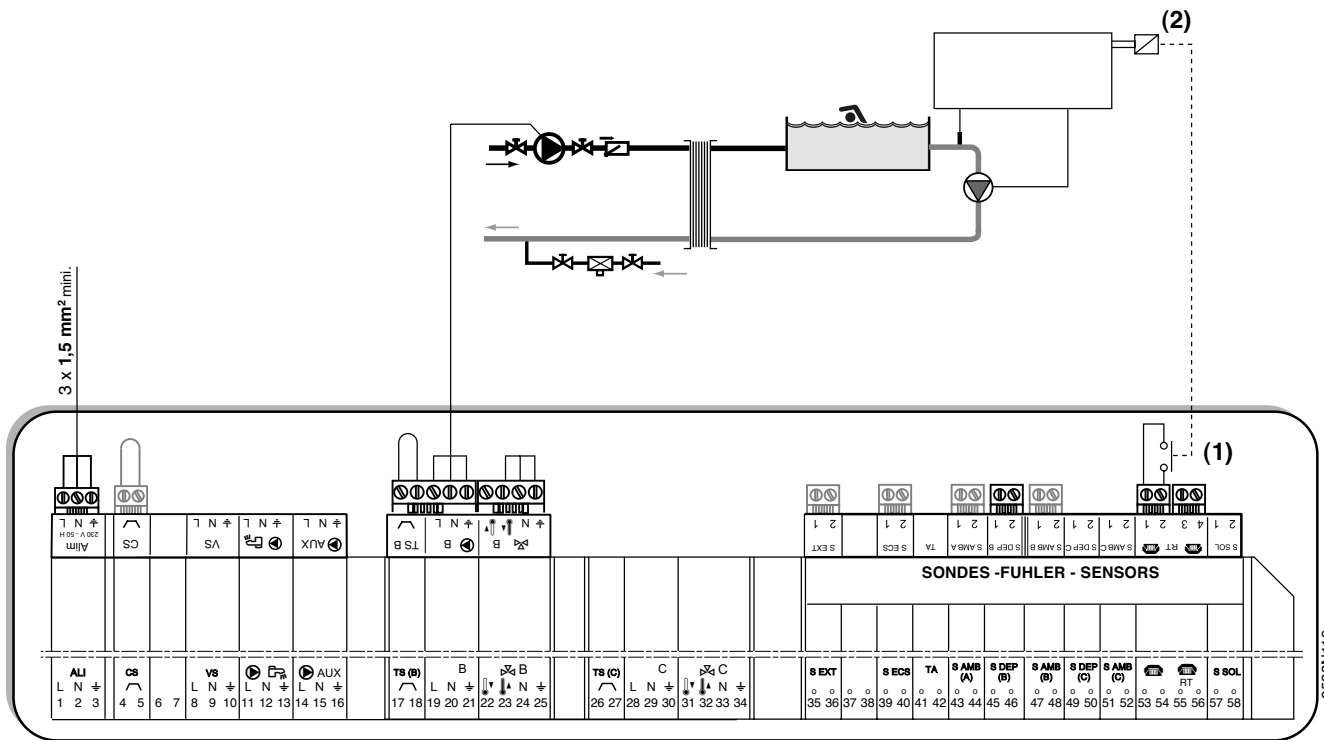 (2)
3 x 1,5 mm² mini.
(1)
L N
230 V - 50 H
Alim
CS
L N
VS
L N
L N
AUX
TS B
L N
B
N
B
1 2
S EXT
1 2
S ECS
TA
1 2
S AMB A
1 2
S DEP B
1 2
S AMB B
1 2
S DEP C
1 2
S AMB C
1 2
3 4
RT
1 2
S SOL
SONDES -FUHLER - SENSORS
ALI
L N
1 2 3
CS
4 5 6 7
VS
L N
8 9 10
L N
11 12 13
AUX
L N
14 15 16
TS (B)
17 18
B
L N
19 20 21
B
N
22 23 24 25
TS (C)
26 27
C
L N
28 29 30
C
N
31 32 33 34
S EXT
35 36 37 38
S ECS
39 40
TA
41 42
S AMB (A)
43 44
S DEP (B)
45 46
S AMB (B)
47 48
S DEP (C)
49 50
S AMB (C)
51 52
53 54
RT
55 56
S SOL
57 58